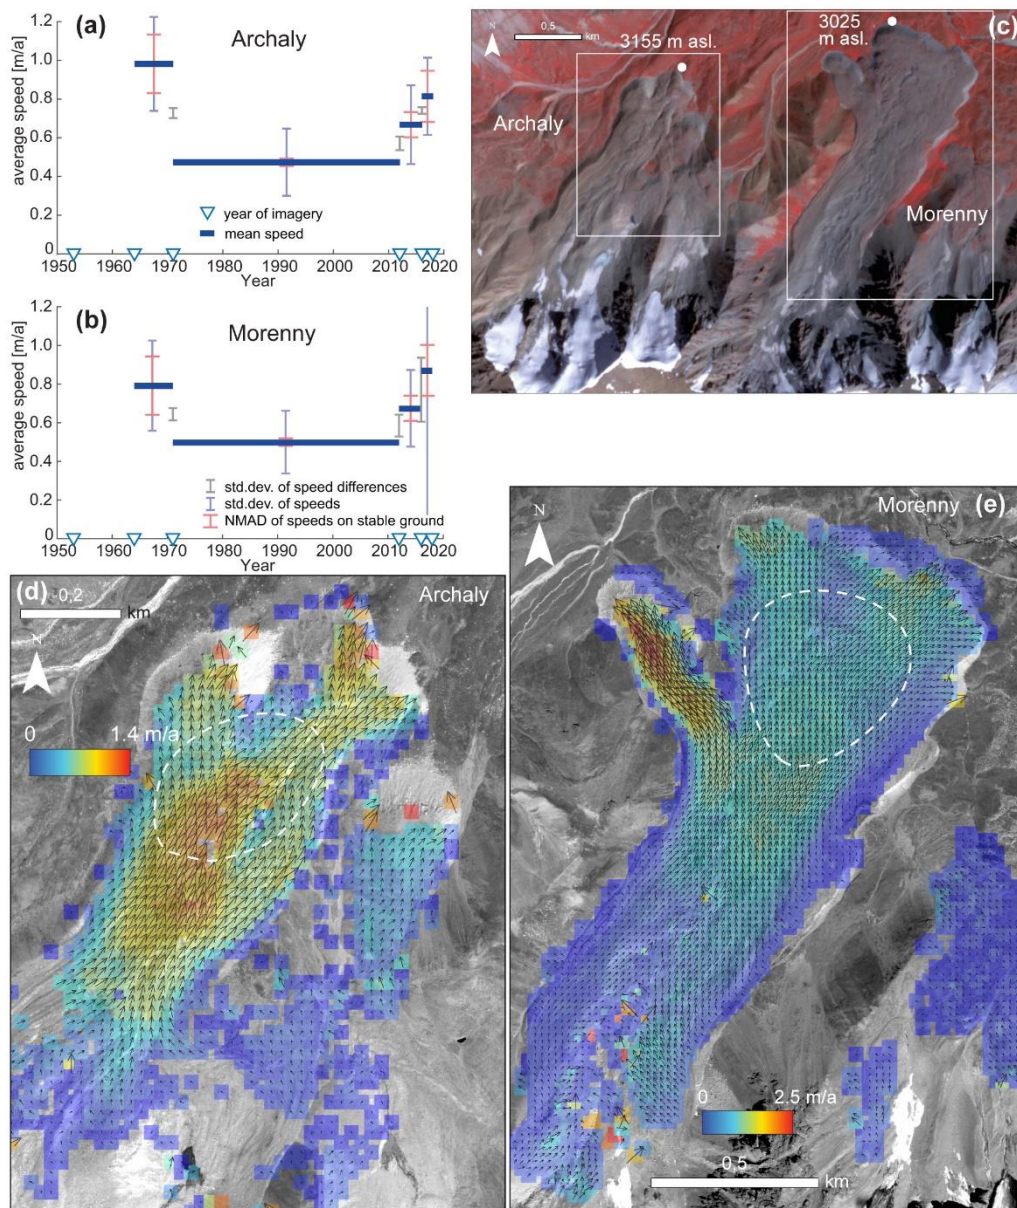 (a)
Archaly
average speed [m/a]
1.2
1.0
0.8
0.6
0.4
0.2
0
year of imagery
mean speed
1950 1960 1970 1980 1990 2000 2010 2020
Year
(b)
Morenny
average speed [m/a]
1.2
1.0
0.8
0.6
0.4
0.2
0
std.dev. of speed differences
std.dev. of speeds
NMAD of speeds on stable ground
1950 1960 1970 1980 1990 2000 2010 2020
Year
(c)
N
0,5
km
3155 m asl.
3025
m asl.
Archaly
Morenny
(d)
Archaly
0,2
km
N
0 1.4 m/a
Morenny (e)
N
0 2.5 m/a
0,5
km